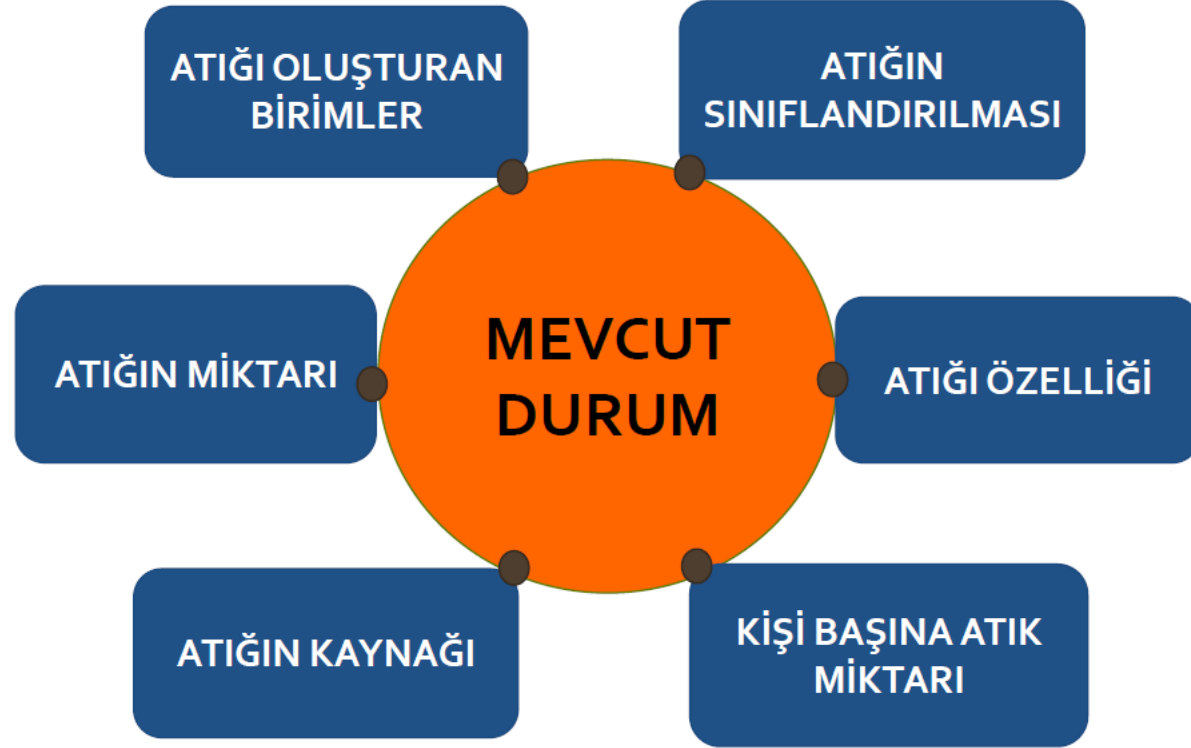 ATIĞI OLUŞTURAN
BİRİMLER
ATIĞIN
SINIFLANDIRILMASI
ATIĞIN MİKTARI
MEVCUT
DURUM
ATIĞI ÖZELLİĞİ
ATIĞIN KAYNAĞI
KİŞİ BAŞINA ATIK
MİKTARI